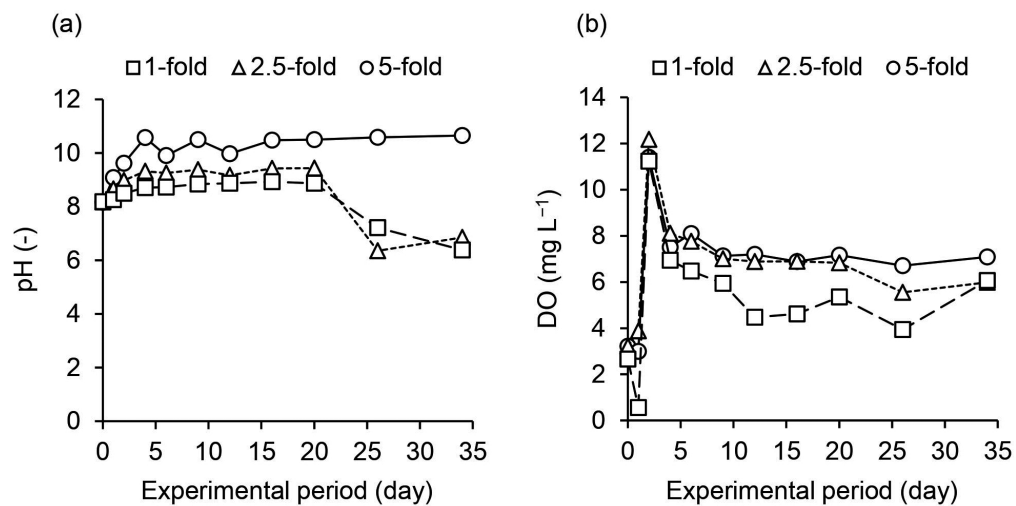 (a)
1-fold 2.5-fold 5-fold
12
10
8
6
4
2
0
pH (-)
0 5 10 15 20 25 30 35
Experimental period (day)
(b)
1-fold 2.5-fold 5-fold
14
12
10
8
6
4
2
0
DO (mg L⁻¹)
0 5 10 15 20 25 30 35
Experimental period (day)